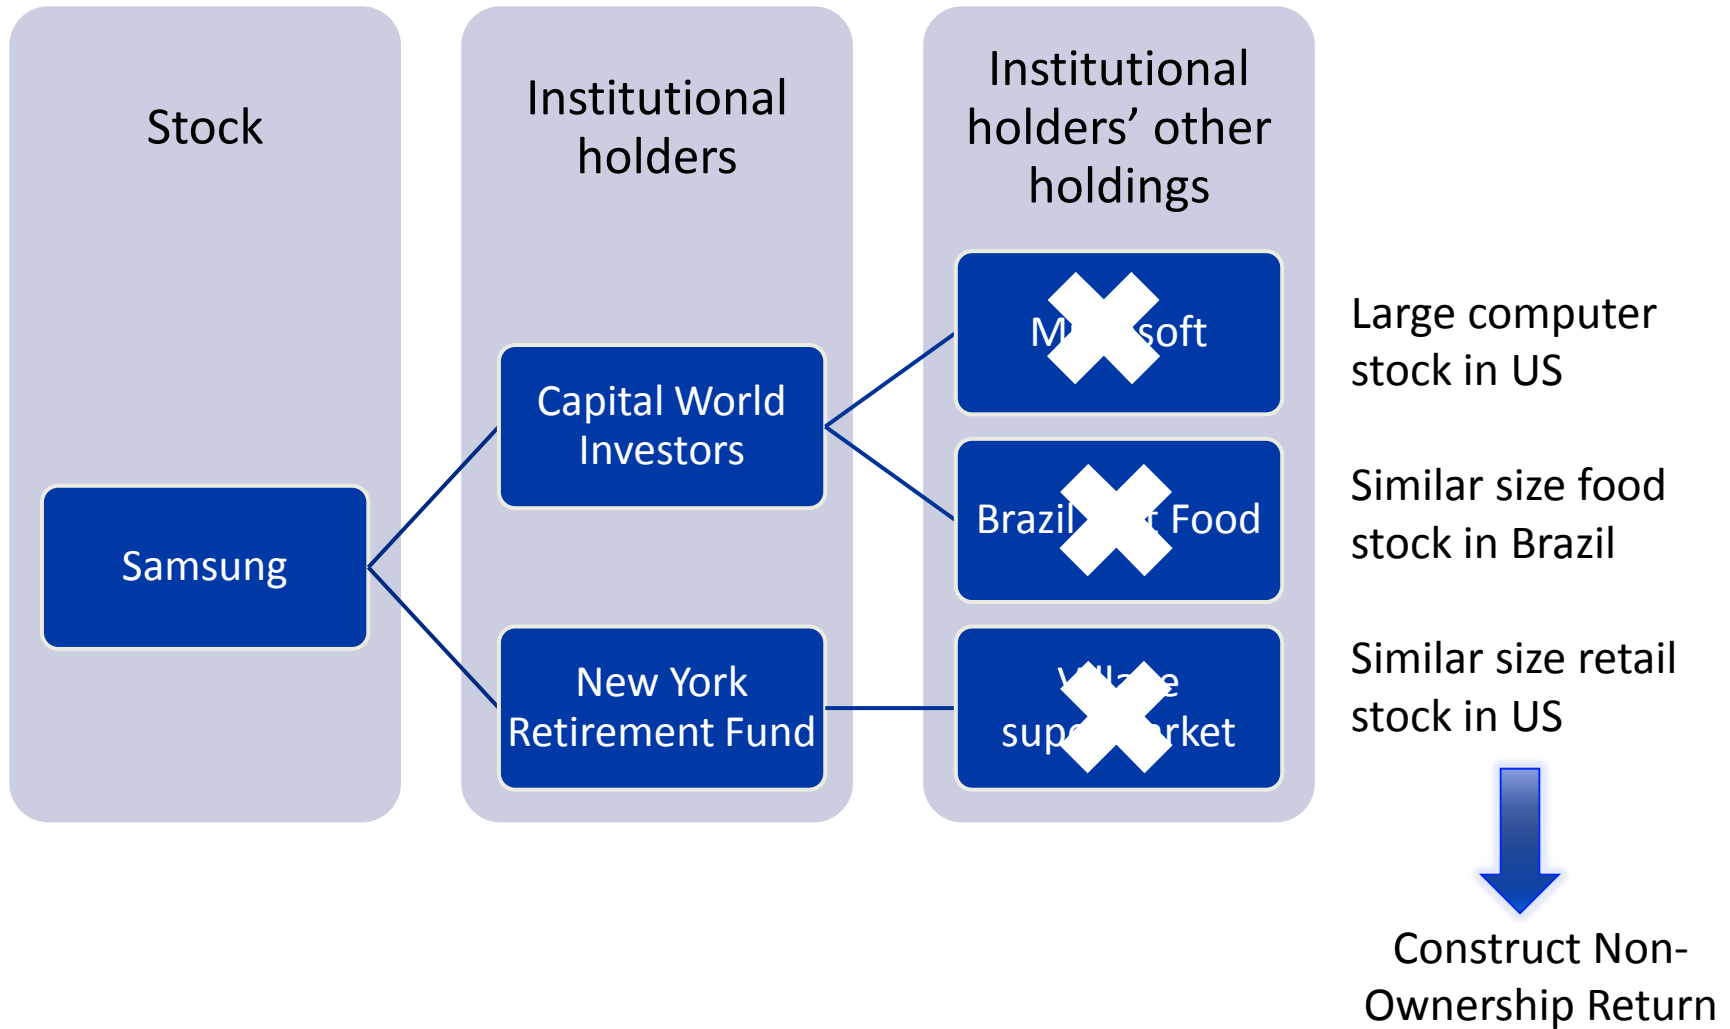 Stock
Institutional
holders
Institutional
holders’ other
holdings
Samsung
Capital World
Investors
New York
Retirement Fund
Brazil
Food
Large computer
stock in US
Similar size food
stock in Brazil
Similar size retail
stock in US
Construct Non-
Ownership Return